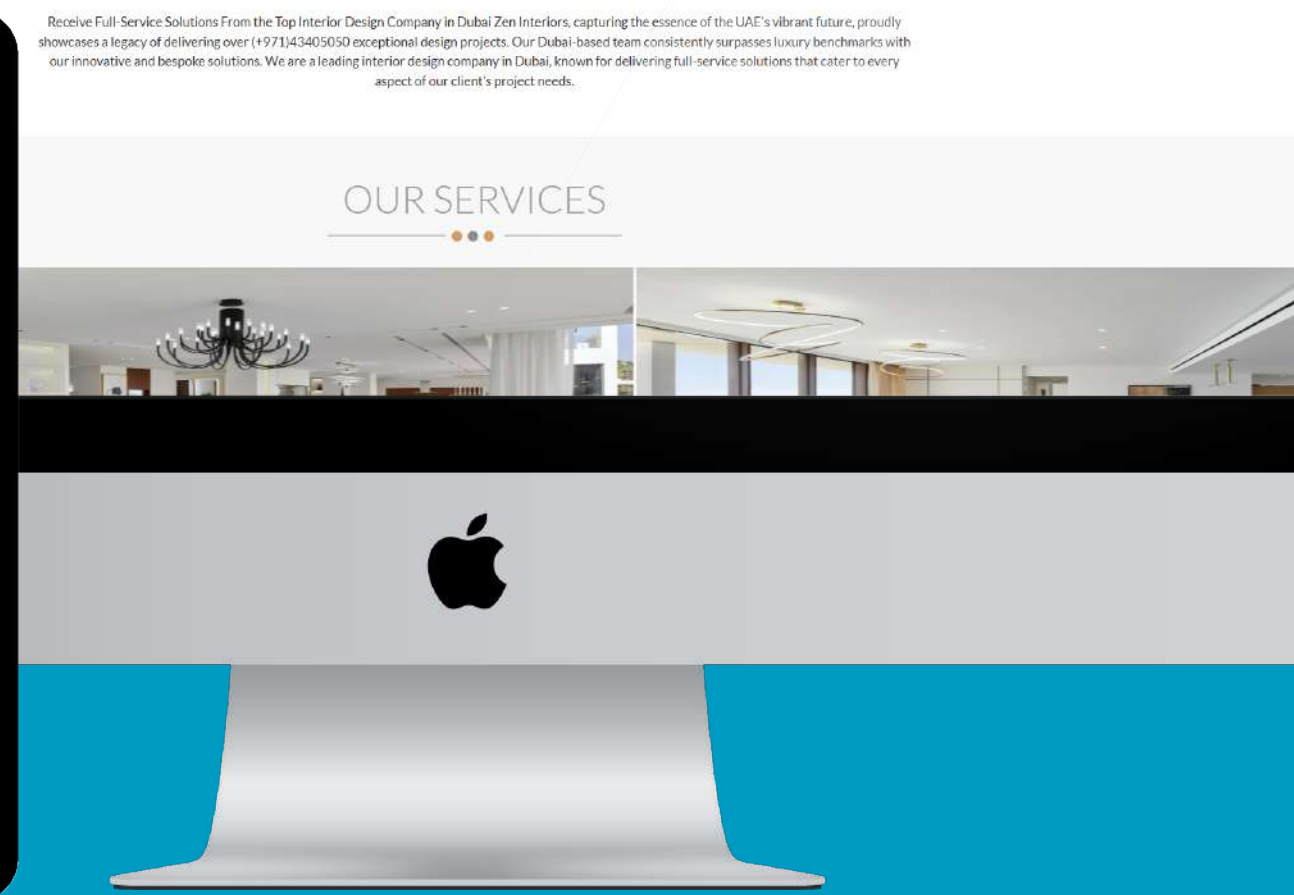 Receive Full-Service Solutions From the Top Interior Design Company in Dubai Zen Interiors, capturing the essence of the UAE's vibrant future, proudly
showcases a legacy of delivering over (+971)43405050 exceptional design projects. Our Dubai-based team consistently surpasses luxury benchmarks with
our innovative and bespoke solutions. We are a leading interior design company in Dubai, known for delivering full-service solutions that cater to every
aspect of our client's project needs.
OUR SERVICES